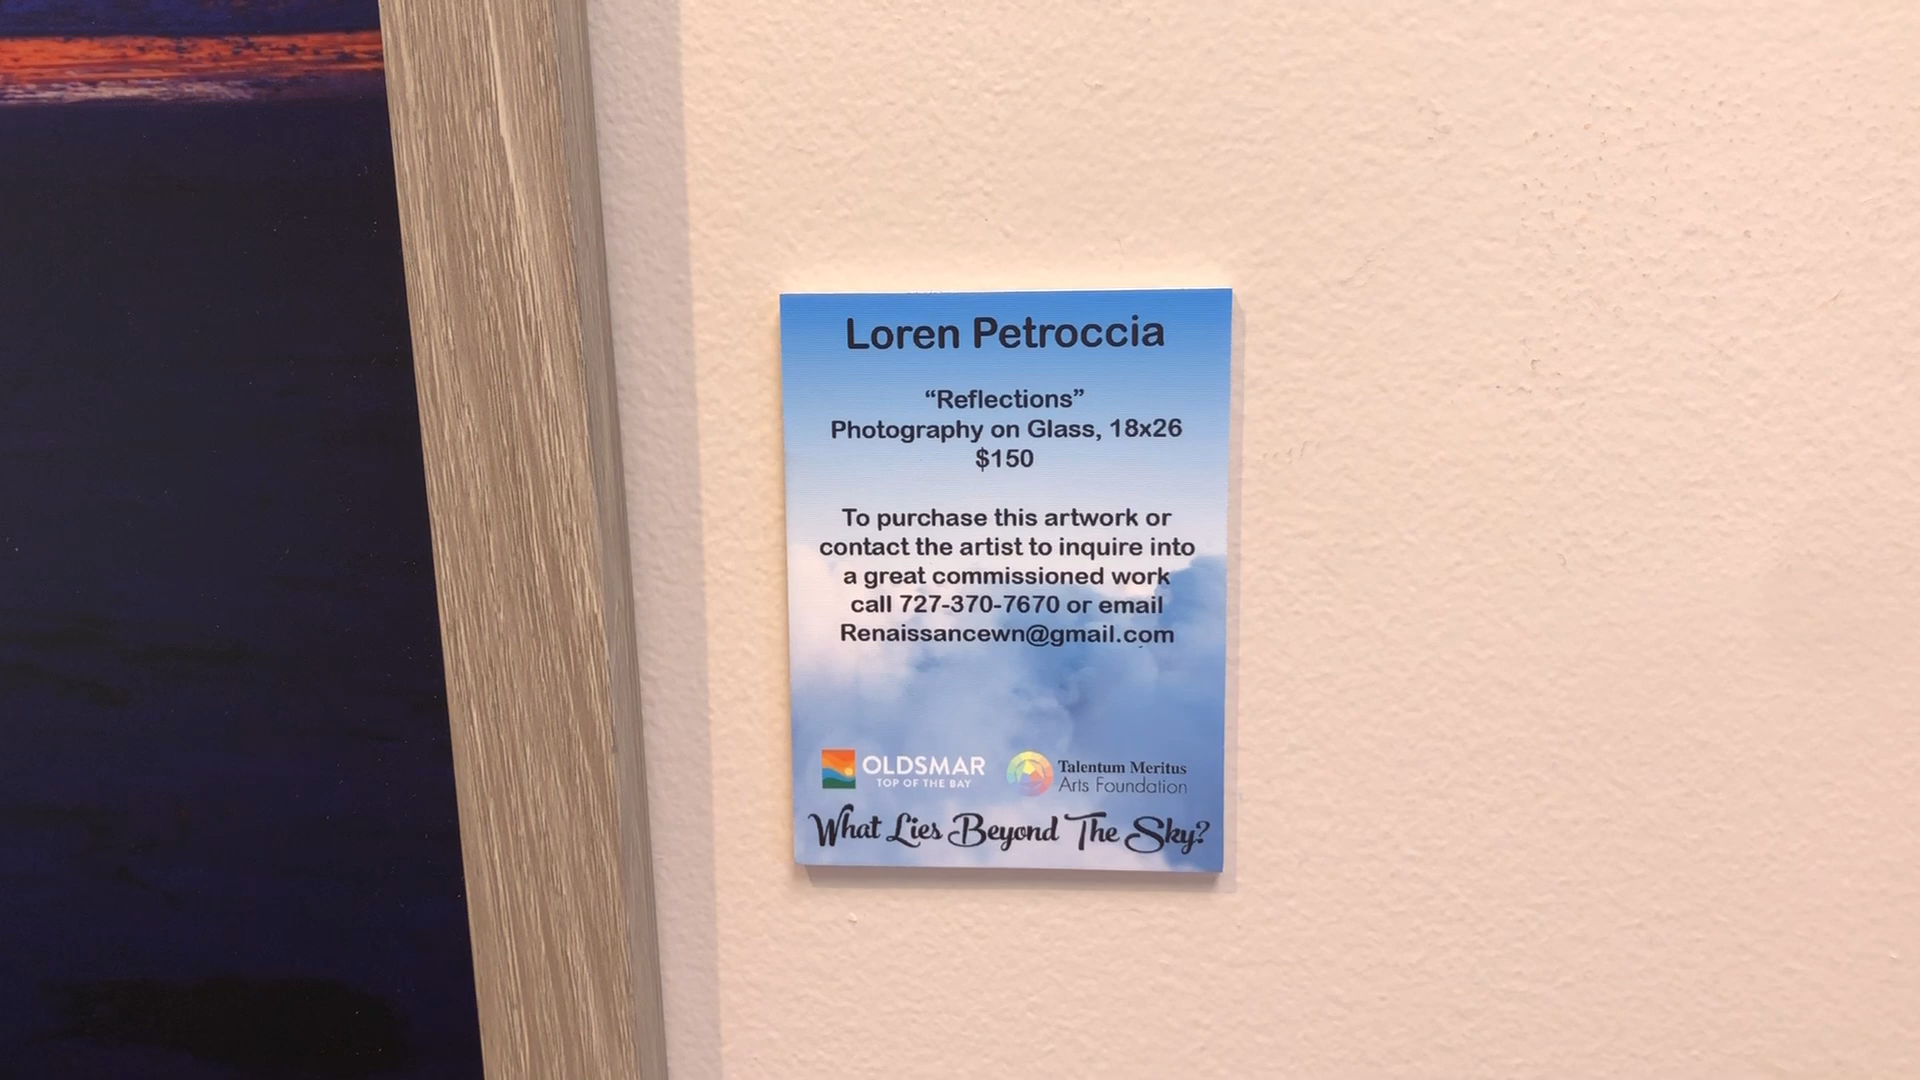 Loren Petroccia
“Reflections”
Photography on Glass, 18x26
$150
To purchase this artwork or
contact the artist to inquire into
a great commissioned work
call 727-370-7670 or email
Renaissancewn@gmail.com
OLDSMAR
TOP OF THE BAY
Talentum Meritus
Arts Foundation
What Lies Beyond The Sky?